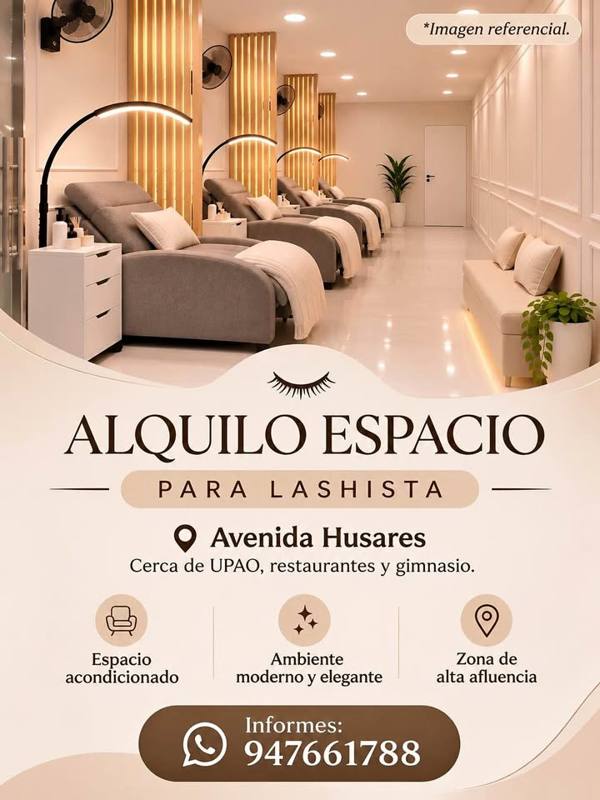 *Imagen referencial.
ALQUILO ESPACIO
PARA LASHISTA
Avenida Husares
Cerca de UPAO, restaurantes y gimnasio.
Espacio
acondicionado
Ambiente
moderno y elegante
Zona de
alta afluencia
Informes:
947661788